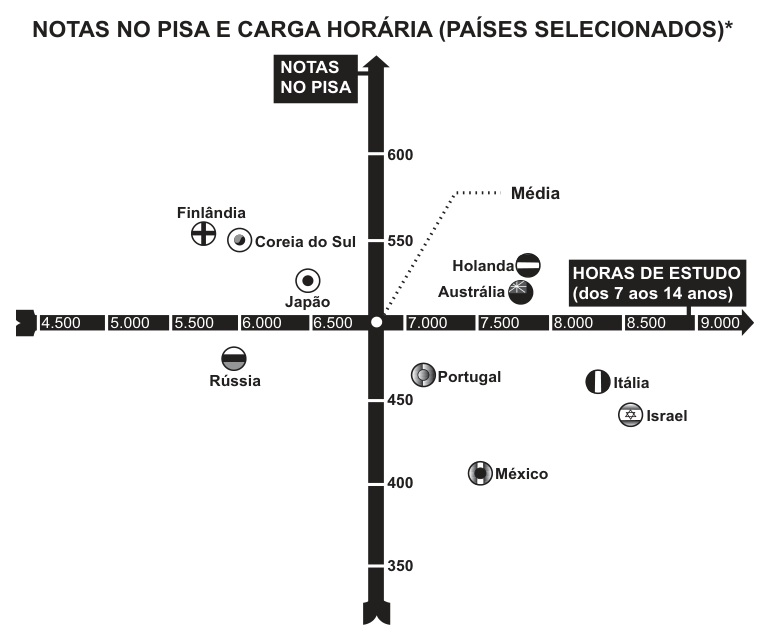 NOTAS NO PISA E CARGA HORÁRIA (PAÍSES SELECIONADOS)*
NOTAS
NO PISA
600
Média
Finlândia
550
Coreia do Sul
Holanda
HORAS DE ESTUDO
(dos 7 aos 14 anos)
Austrália
Japão
4.500 5.000 5.500 6.000 6.500 7.000 7.500 8.000 8.500 9.000
Rússia
Portugal
Itália
450
Israel
México
400
350